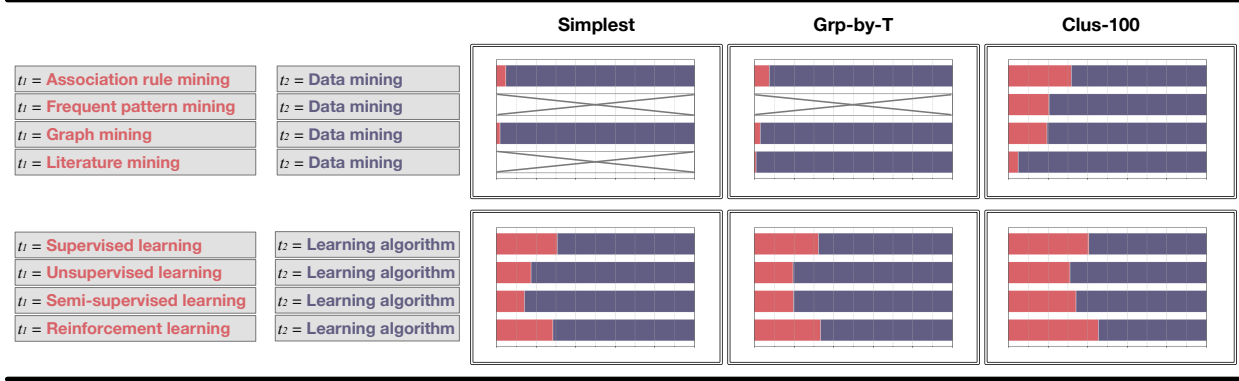 Simplest Grp-by-T Clus-100
t1 = Association rule mining t2 = Data mining
t1 = Frequent pattern mining t2 = Data mining
t1 = Graph mining t2 = Data mining
t1 = Literature mining t2 = Data mining
t1 = Supervised learning t2 = Learning algorithm
t1 = Unsupervised learning t2 = Learning algorithm
t1 = Semi-supervised learning t2 = Learning algorithm
t1 = Reinforcement learning t2 = Learning algorithm